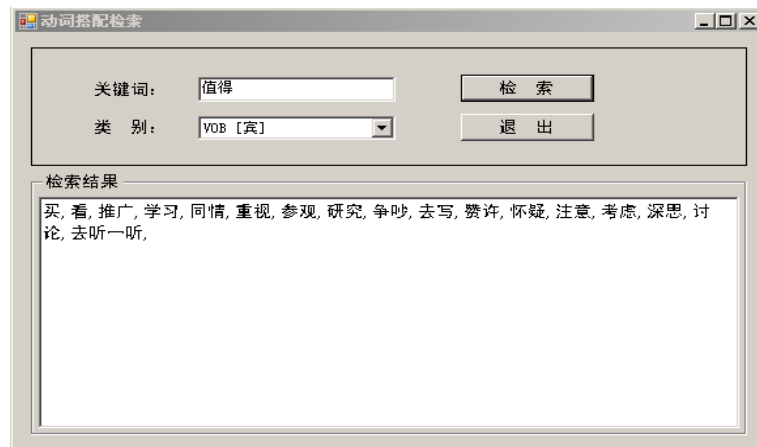 动词搭配检索
关键词： 值得 检 索
类 别： VOB [宾] 退 出
检索结果
买, 看, 推广, 学习, 同情, 重视, 参观, 研究, 争吵, 去写, 赞许, 怀疑, 注意, 考虑, 深思, 讨
论, 去听一听,